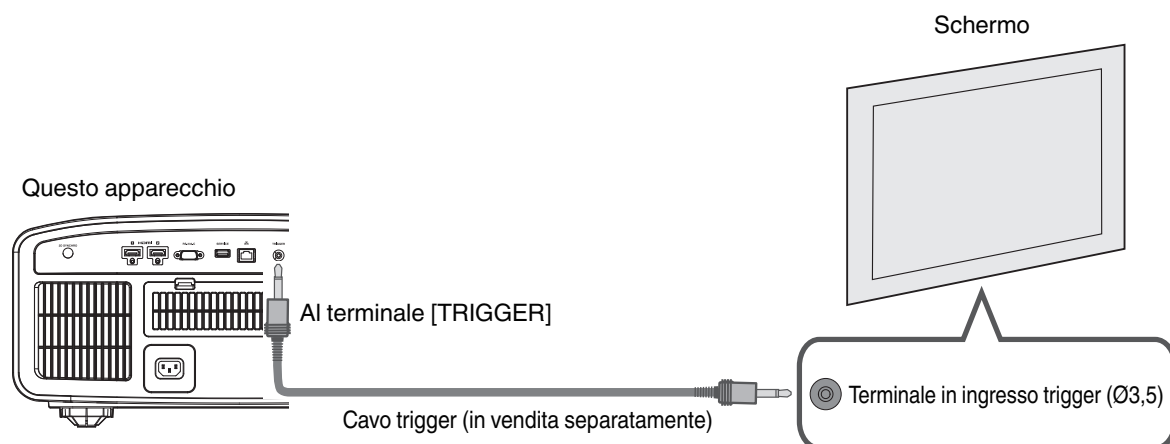 Schermo
Questo apparecchio
Al terminale [TRIGGER]
Cavo trigger (in vendita separatamente)
Terminale in ingresso trigger (Ø3,5)